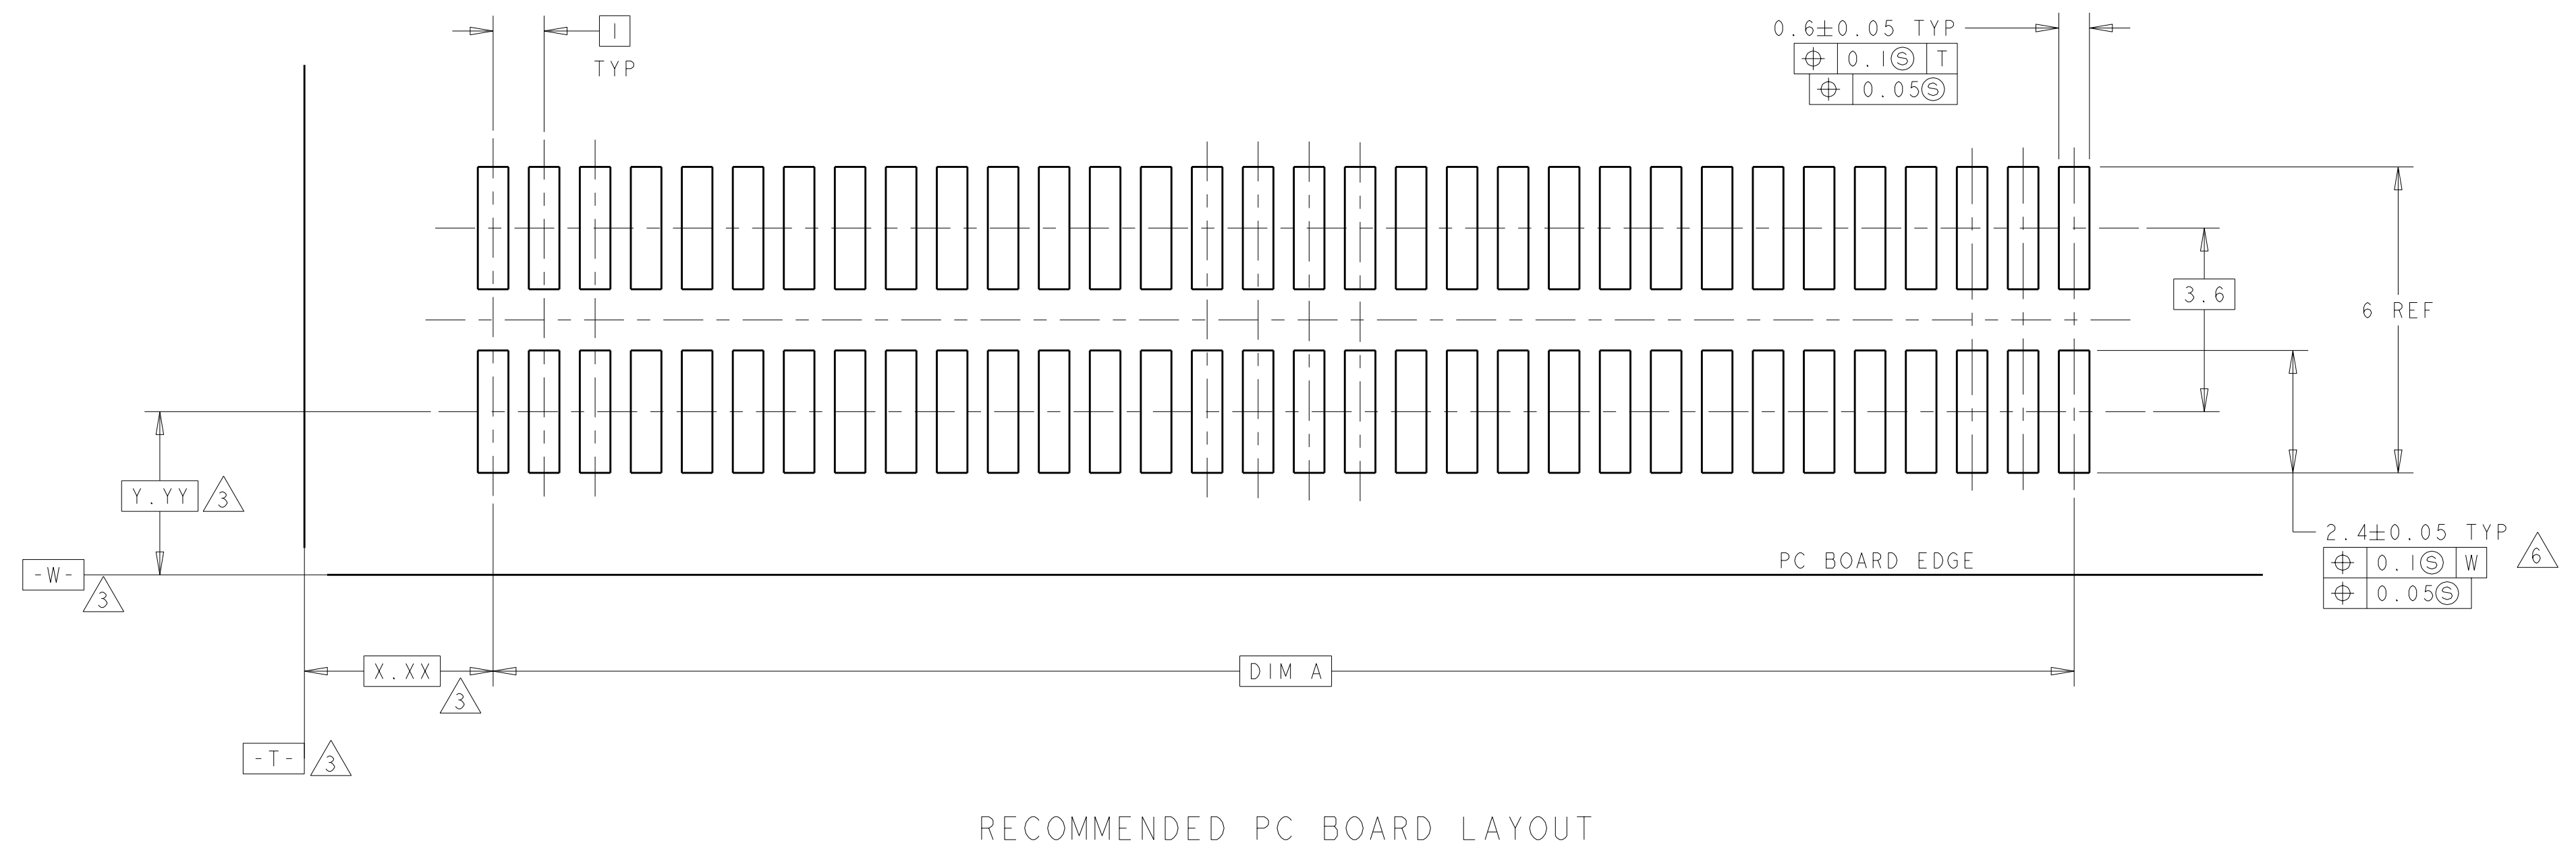 1
TYP
0.6±0.05 TYP
⌖ 0.1Ⓢ T
⌖ 0.05Ⓢ
3.6
6 REF
Y.YY 3
2.4±0.05 TYP 6
⌖ 0.1Ⓢ W
⌖ 0.05Ⓢ
PC BOARD EDGE
-W- 3
X.XX 3
DIM A
-T- 3
RECOMMENDED PC BOARD LAYOUT